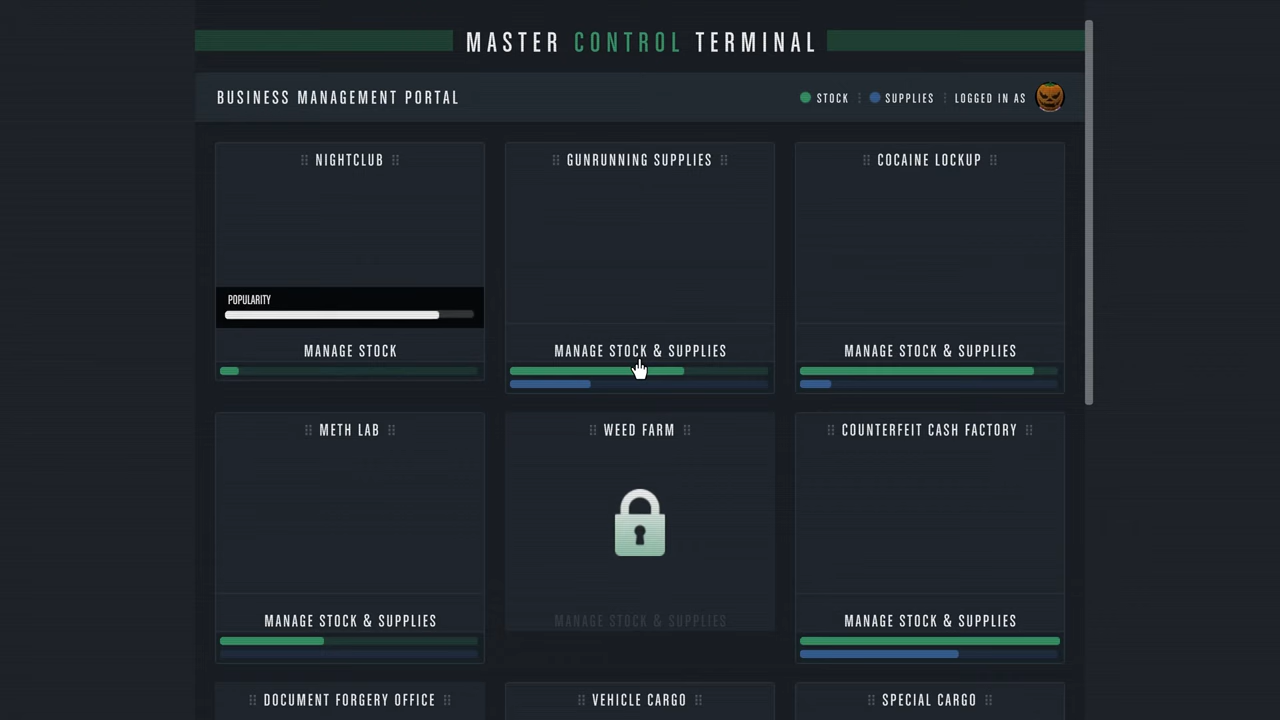 MASTER CONTROL TERMINAL
BUSINESS MANAGEMENT PORTAL
STOCK
SUPPLIES
LOGGED IN AS
NIGHTCLUB
GUNRUNNING SUPPLIES
COCAINE LOCKUP
POPULARITY
MANAGE STOCK
MANAGE STOCK & SUPPLIES
MANAGE STOCK & SUPPLIES
METH LAB
WEED FARM
COUNTERFEIT CASH FACTORY
MANAGE STOCK & SUPPLIES
MANAGE STOCK & SUPPLIES
MANAGE STOCK & SUPPLIES
DOCUMENT FORGERY OFFICE
VEHICLE CARGO
SPECIAL CARGO